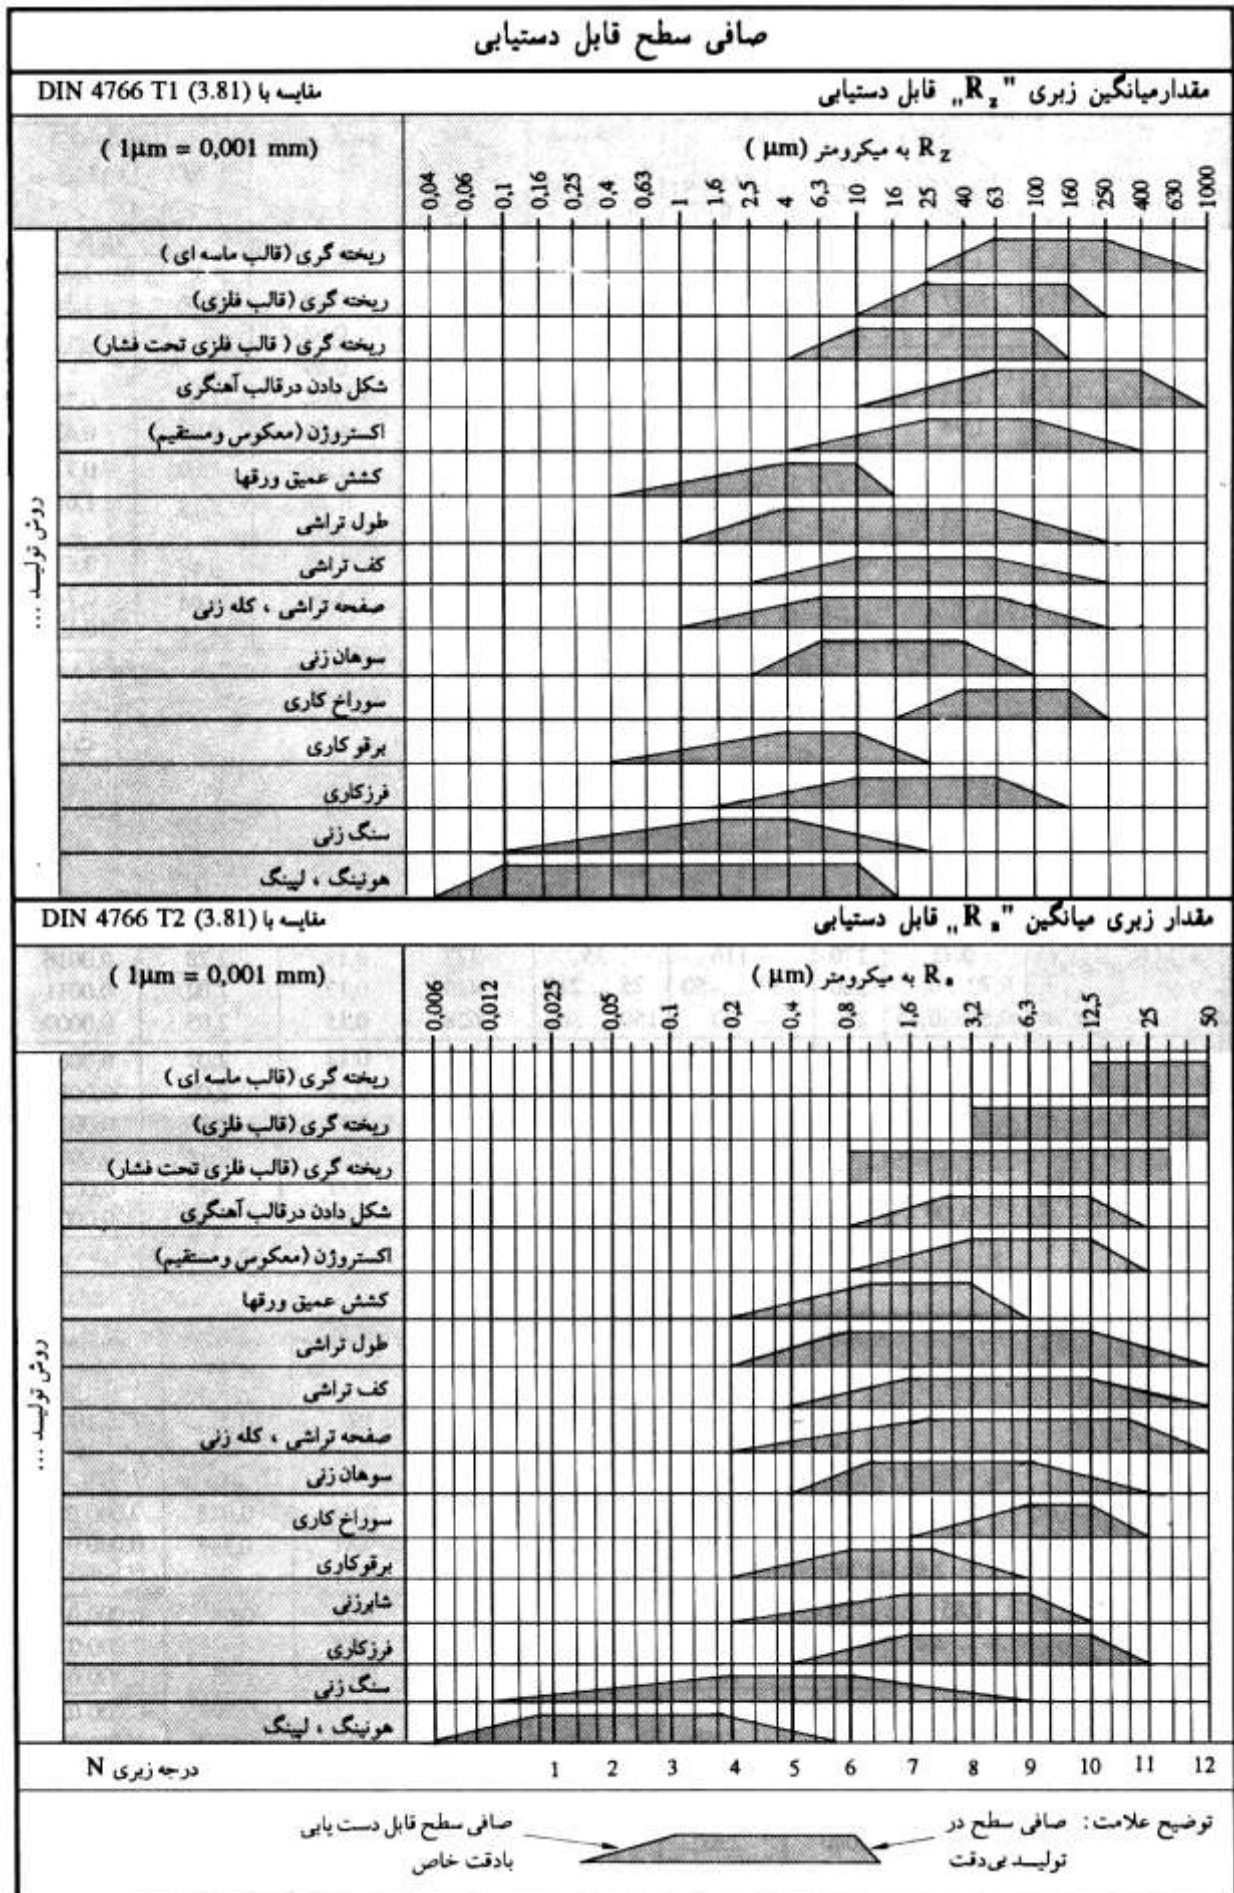 صافی سطح قابل دستیابی
مقدارمیانگین زبری "R_z„ قابل دستیابی
مقایسه با DIN 4766 T1 (3.81)
R_z به میکرومتر (μm)
( 1μm = 0,001 mm)
0,04 0,06 0,1 0,16 0,25 0,4 0,63 1 1,6 2,5 4 6,3 10 16 25 40 63 100 160 250 400 630 1000
روش تولیـد ...
ریخته گری (قالب ماسه ای )
ریخته گری (قالب فلزی)
ریخته گری ( قالب فلزی تحت فشار)
شکل دادن درقالب آهنگری
اکستروژن (معکوس ومستقیم)
کشش عمیق ورقها
طول تراشی
کف تراشی
صفحه تراشی ، کله زنی
سوهان زنی
سوراخ کاری
برقو کاری
فرزکاری
سنگ زنی
هونینگ ، لپینگ
مقدار زبری میانگین "R_a„ قابل دستیابی
مقایسه با DIN 4766 T2 (3.81)
R_a به میکرومتر (μm)
( 1μm = 0,001 mm)
0,006 0,012 0,025 0,05 0,1 0,2 0,4 0,8 1,6 3,2 6,3 12,5 25 50
روش تولیـد ...
ریخته گری (قالب ماسه ای )
ریخته گری (قالب فلزی)
ریخته گری (قالب فلزی تحت فشار)
شکل دادن درقالب آهنگری
اکستروژن (معکوس ومستقیم)
کشش عمیق ورقها
طول تراشی
کف تراشی
صفحه تراشی ، کله زنی
سوهان زنی
سوراخ کاری
برقوکاری
شابرزنی
فرزکاری
سنگ زنی
هونینگ ، لپینگ
درجه زبری N
1 2 3 4 5 6 7 8 9 10 11 12
توضیح علامت: صافی سطح در
تولیـد بی‌دقت
صافی سطح قابل دست یابی
بادقت خاص